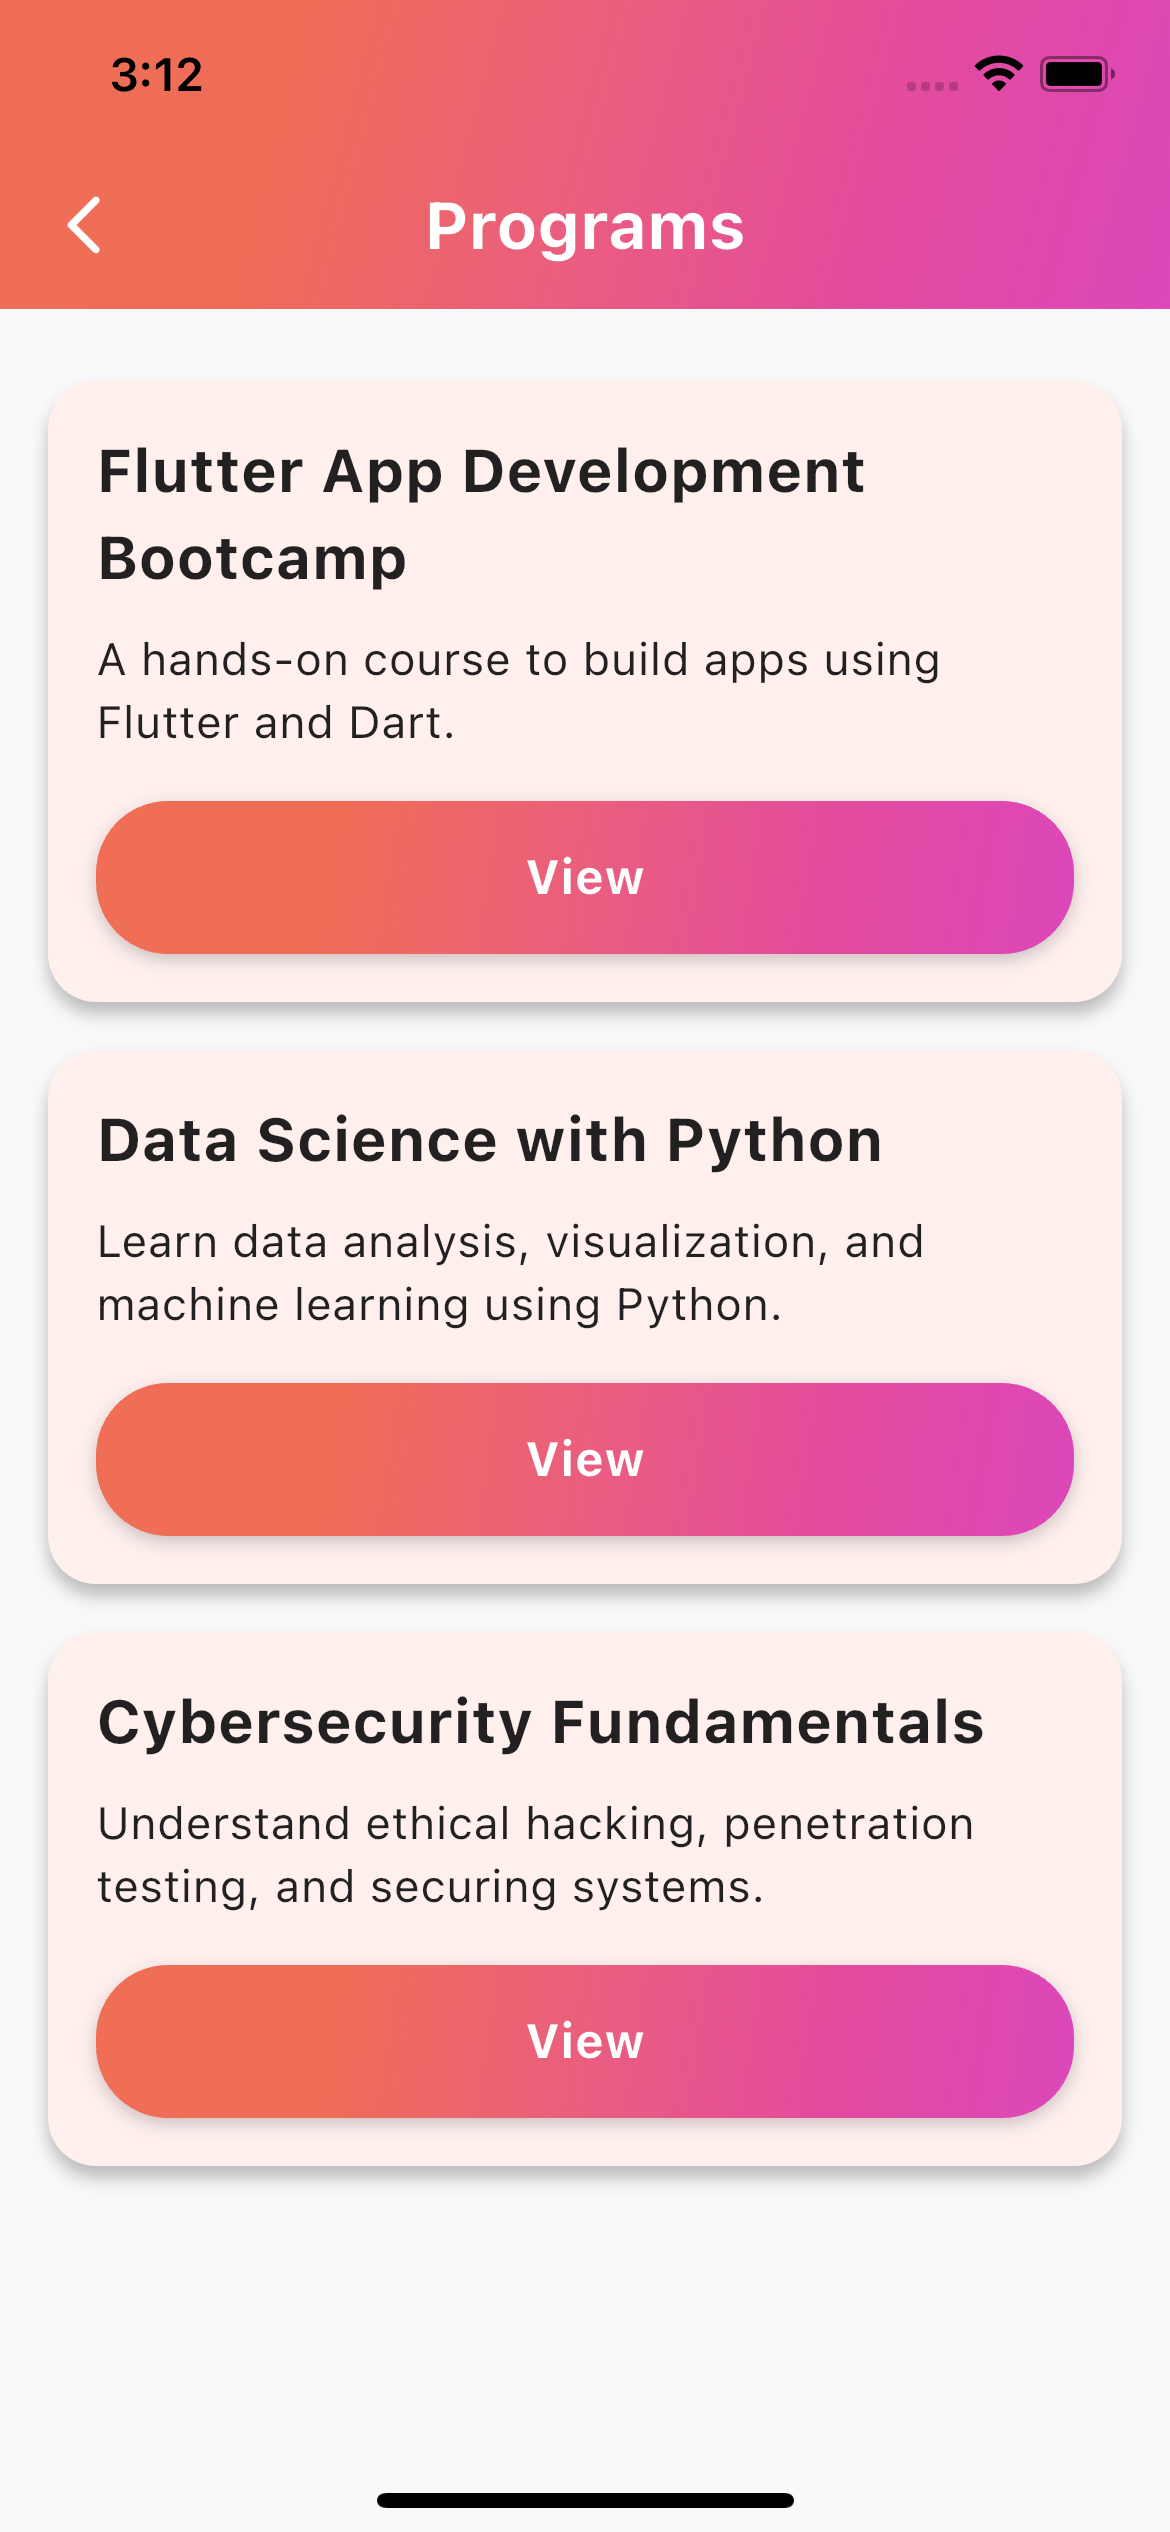 3:12
Programs
Flutter App Development
Bootcamp
A hands-on course to build apps using
Flutter and Dart.
View
Data Science with Python
Learn data analysis, visualization, and
machine learning using Python.
View
Cybersecurity Fundamentals
Understand ethical hacking, penetration
testing, and securing systems.
View